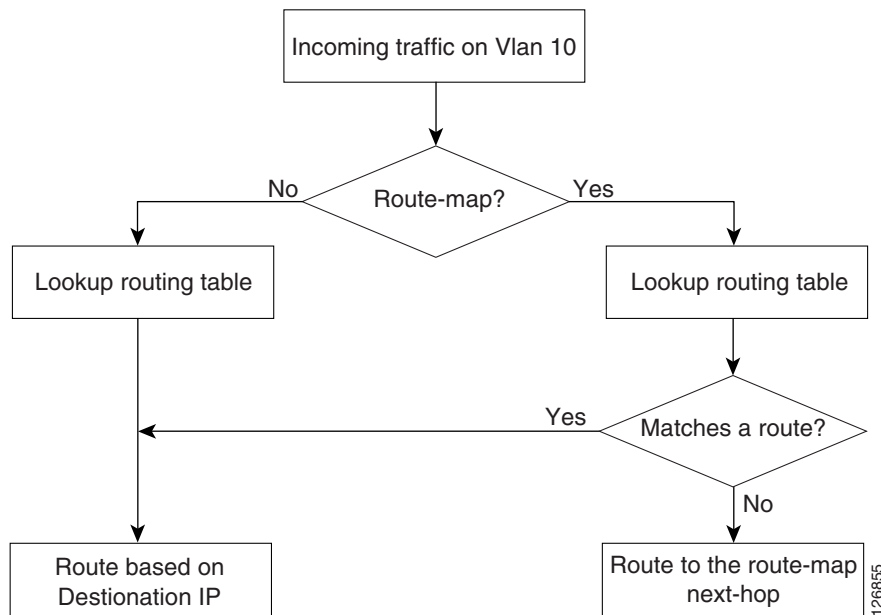 Incoming traffic on Vlan 10
No
Route-map?
Yes
Lookup routing table
Lookup routing table
Yes
Matches a route?
No
Route based on
Destionation IP
Route to the route-map
next-hop
126855